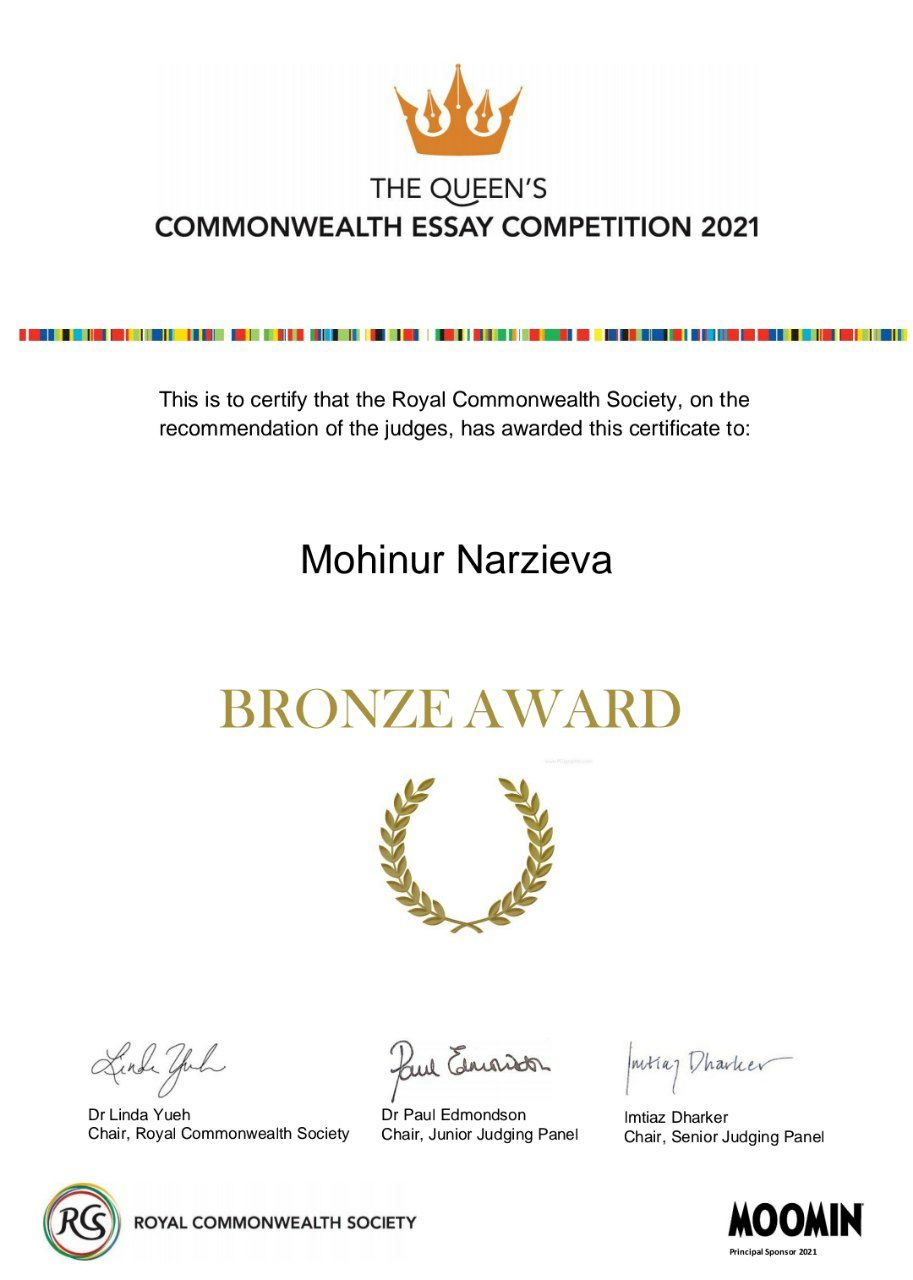 THE QUEEN'S
COMMONWEALTH ESSAY COMPETITION 2021
This is to certify that the Royal Commonwealth Society, on the
recommendation of the judges, has awarded this certificate to:
Mohinur Narzieva
BRONZE AWARD
Linda Yueh
Paul Edmondson
Imtiaz Dharker
Dr Linda Yueh
Chair, Royal Commonwealth Society
Dr Paul Edmondson
Chair, Junior Judging Panel
Imtiaz Dharker
Chair, Senior Judging Panel
RCS
ROYAL COMMONWEALTH SOCIETY
MOOMIN
Principal Sponsor 2021